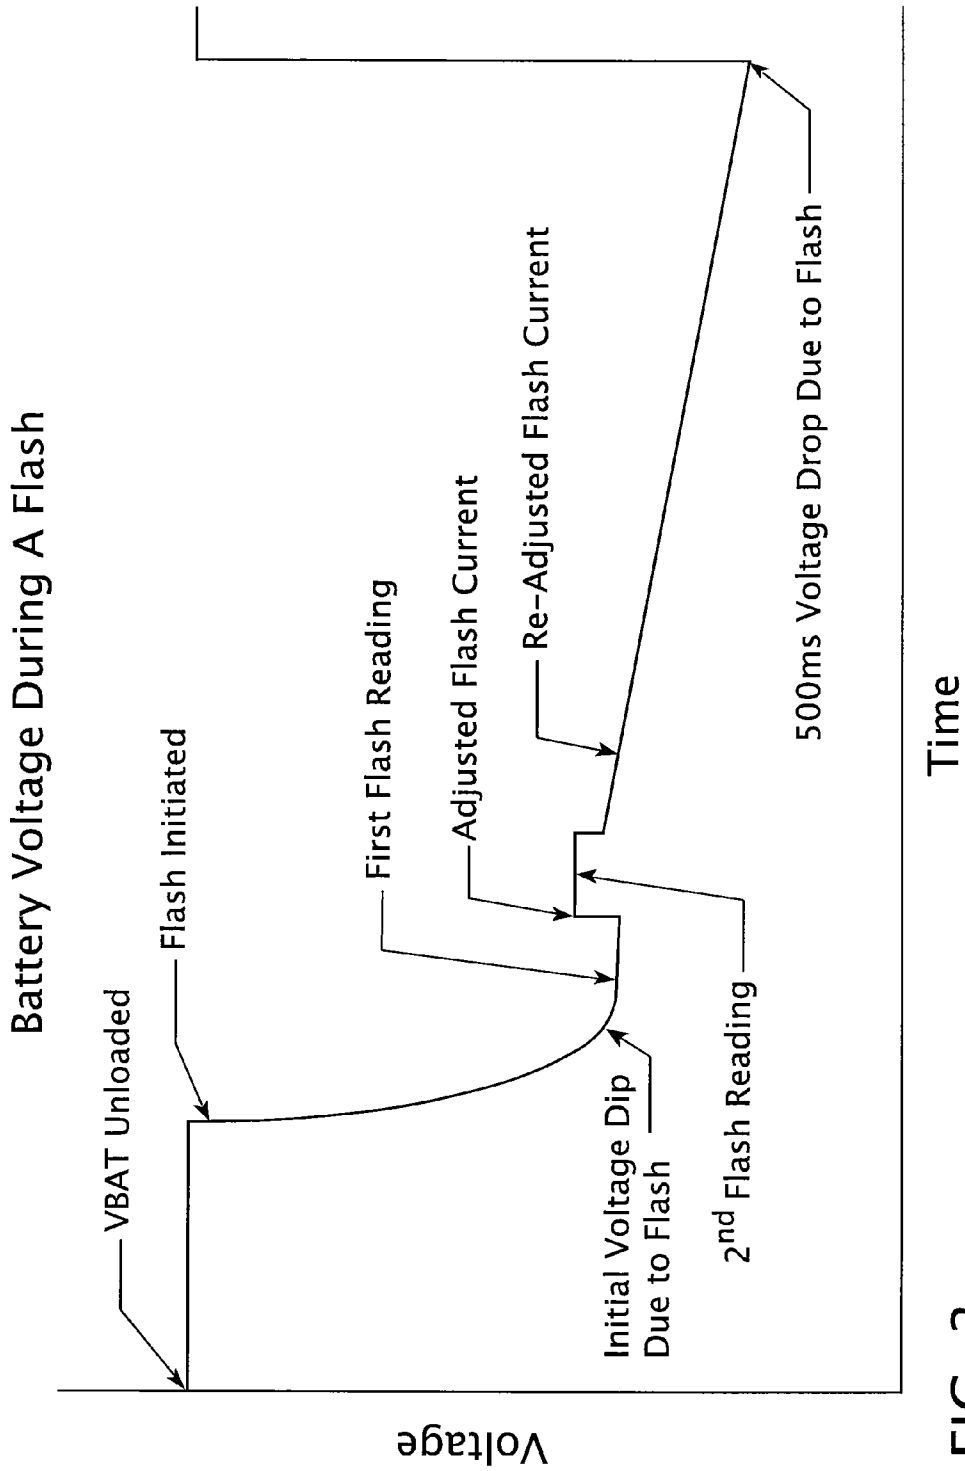 Battery Voltage During A Flash
VBAT Unloaded
Flash Initiated
First Flash Reading
Adjusted Flash Current
Re-Adjusted Flash Current
Initial Voltage Dip
Due to Flash
2nd Flash Reading
500ms Voltage Drop Due to Flash
Voltage
Time
FIG.